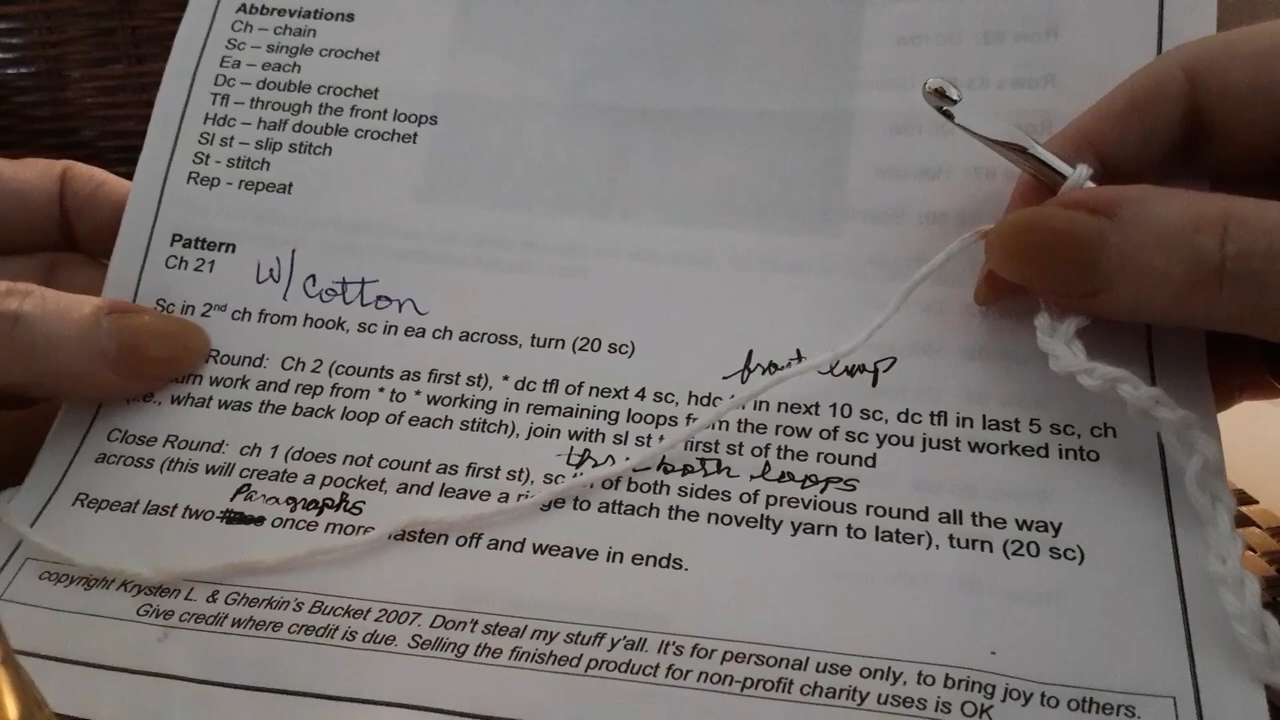 Abbreviations
Ch – chain
Sc – single crochet
Ea – each
Dc – double crochet
Tfl – through the front loops
Hdc – half double crochet
Sl st – slip stitch
St - stitch
Rep - repeat
Pattern
Ch 21 w/ cotton
Sc in 2nd ch from hook, sc in ea ch across, turn (20 sc)
front loop
Round: Ch 2 (counts as first st), * dc tfl of next 4 sc, hdc in next 10 sc, dc tfl in last 5 sc, ch
work and rep from * to * working in remaining loops from the row of sc you just worked into
what was the back loop of each stitch), join with sl st first st of the round
both loops
Close Round: ch 1 (does not count as first st), sc of both sides of previous round all the way
across (this will create a pocket, and leave a to attach the novelty yarn to later), turn (20 sc)
Paragraphs
Repeat last two once more fasten off and weave in ends.
copyright Krysten L. & Gherkin's Bucket 2007. Don't steal my stuff y'all. It's for personal use only, to bring joy to others.
Give credit where credit is due. Selling the finished product for non-profit charity uses is OK